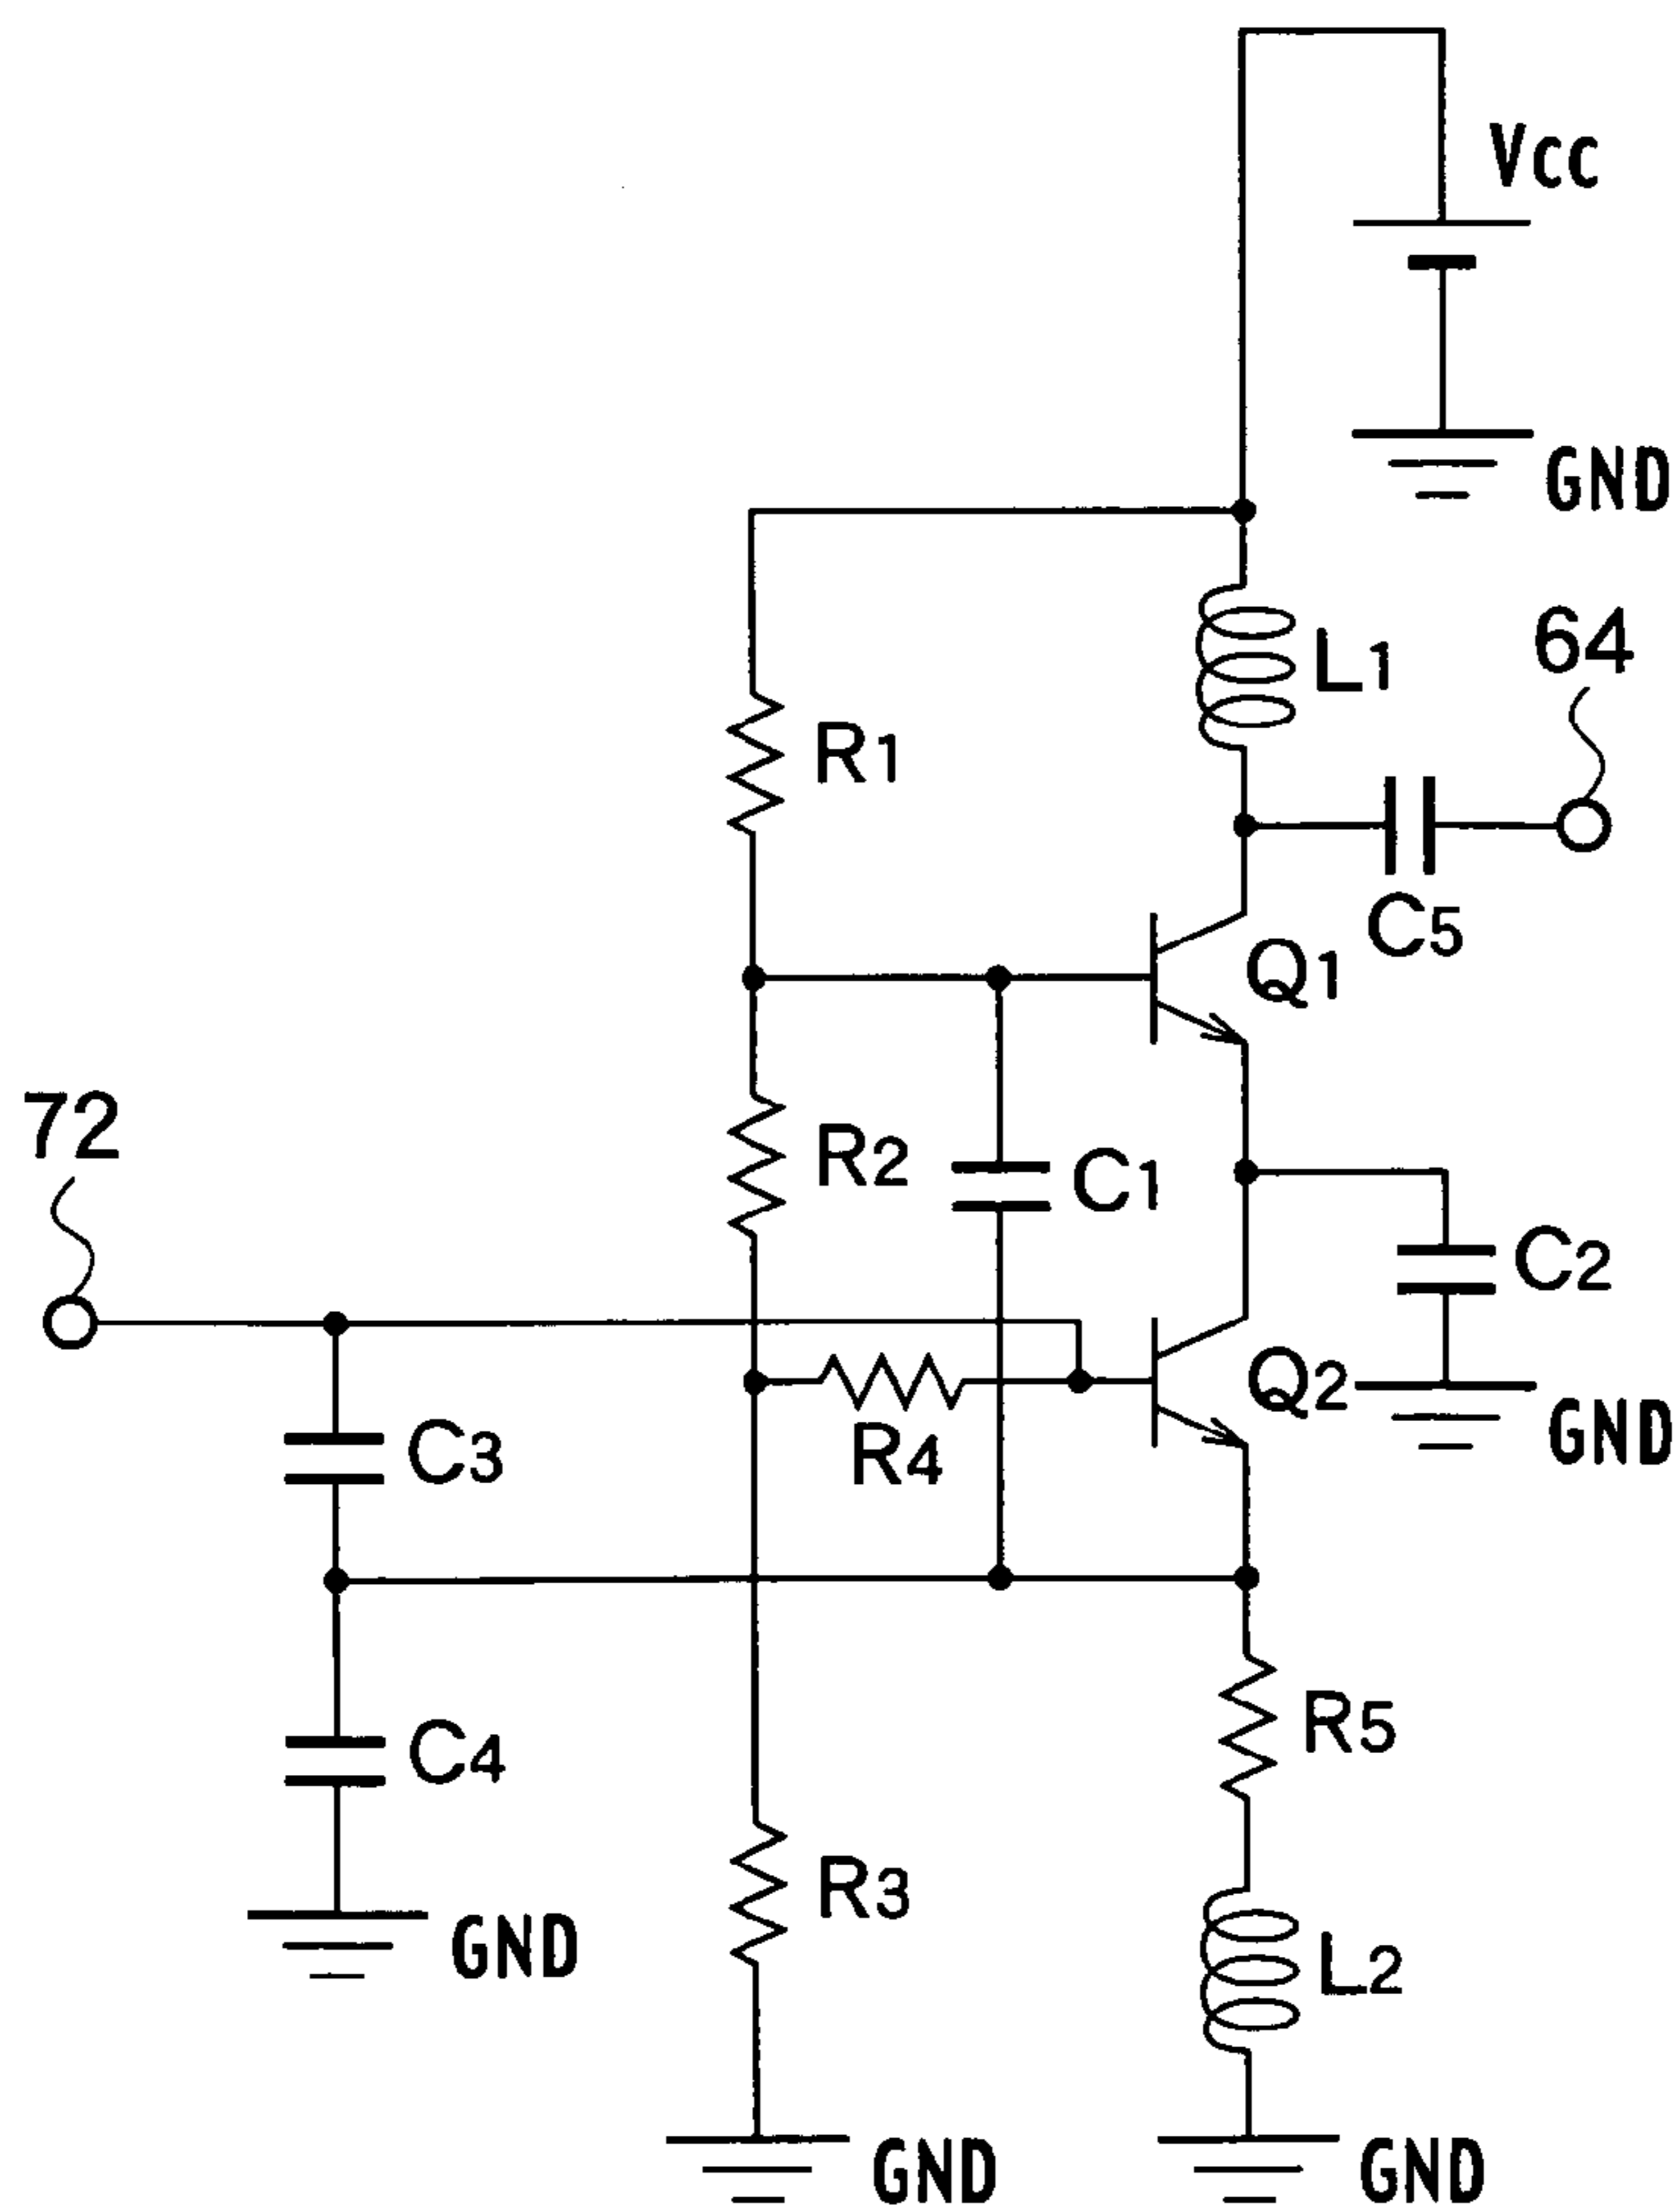 Vcc
GND
64
L1
R1
C5
Q1
72
R2
C1
C2
Q2
GND
C3
R4
R5
C4
R3
GND
L2
GND
GND